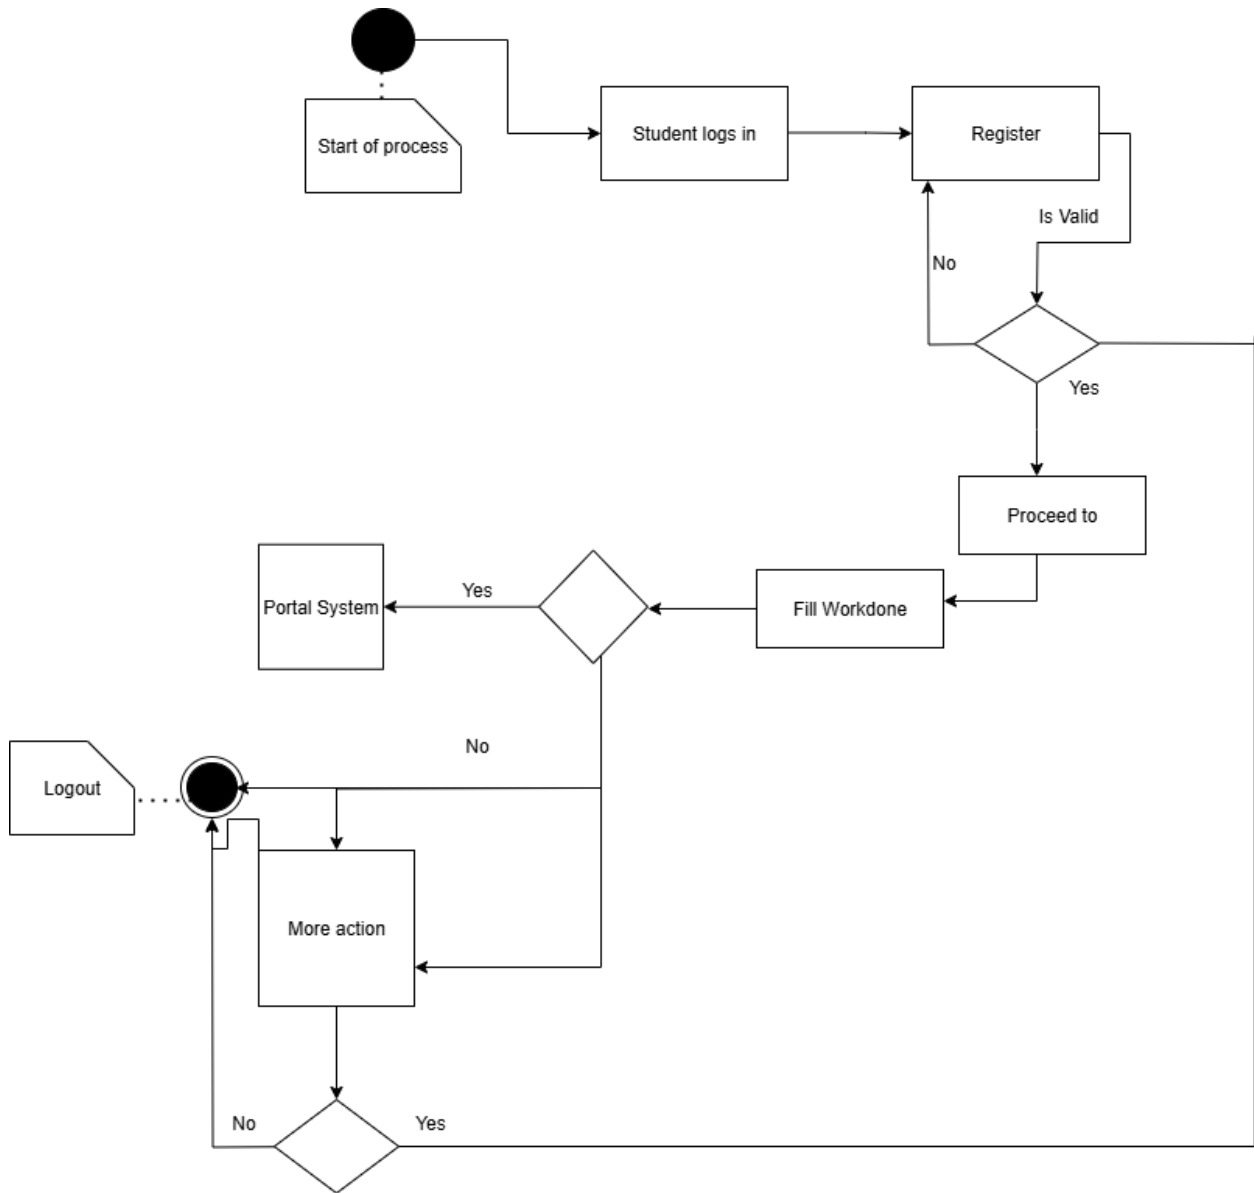 Start of process
Student logs in
Register
Is Valid
No
Yes
Proceed to
Portal System
Yes
Fill Workdone
No
Logout
More action
No
Yes